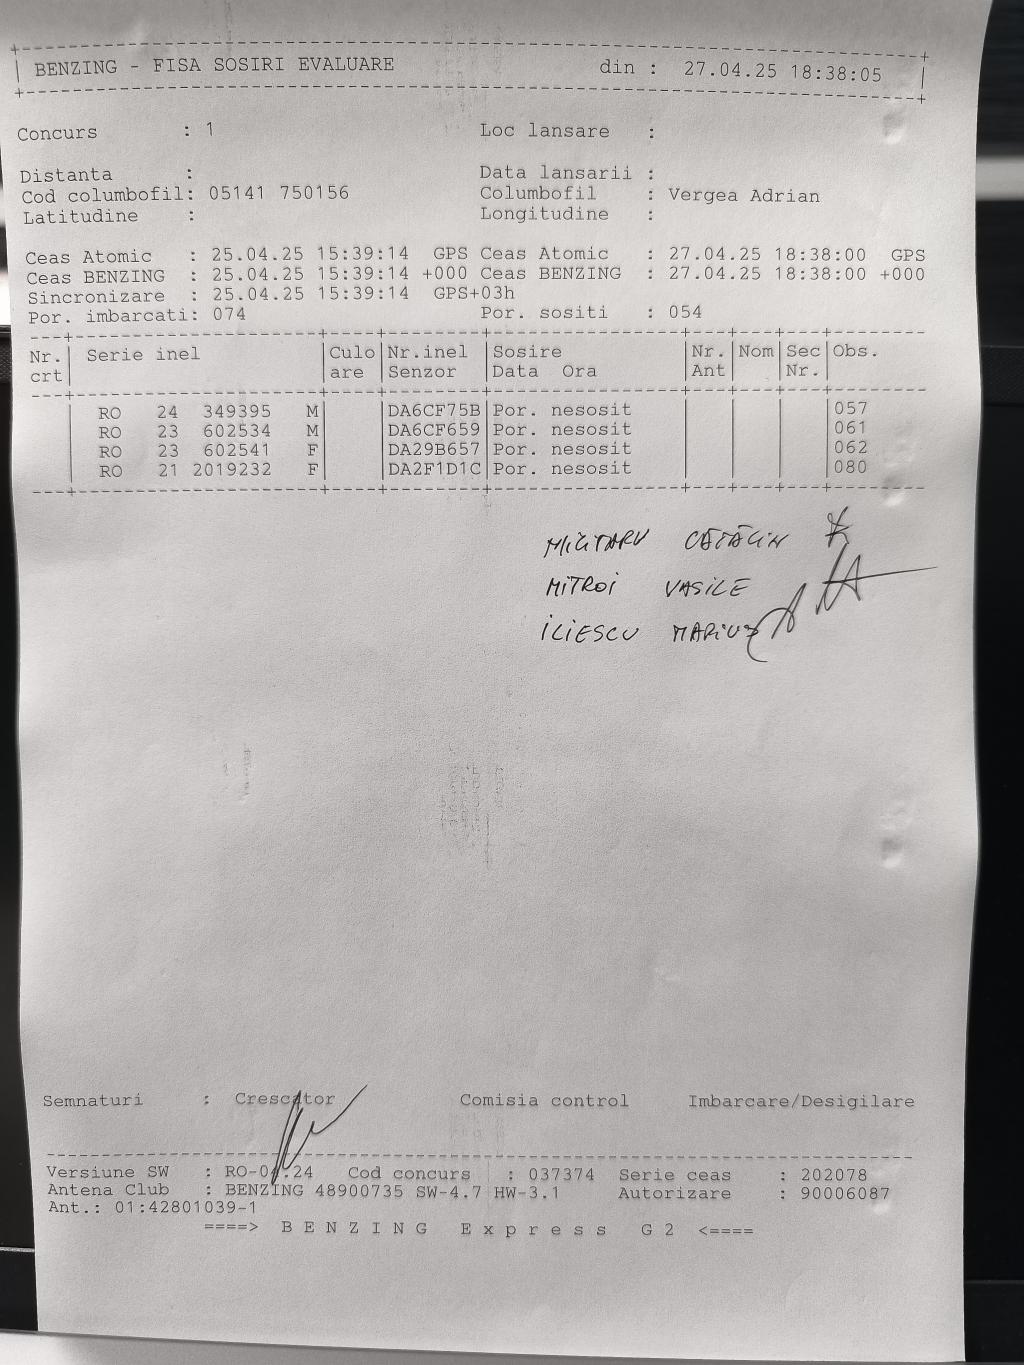 BENZING - FISA SOSIRI EVALUARE din : 27.04.25 18:38:05
Concurs : 1 Loc lansare :
Distanta : Data lansarii :
Cod columbofil: 05141 750156 Columbofil : Vergea Adrian
Latitudine : Longitudine :
Ceas Atomic : 25.04.25 15:39:14 GPS Ceas Atomic : 27.04.25 18:38:00 GPS
Ceas BENZING : 25.04.25 15:39:14 +000 Ceas BENZING : 27.04.25 18:38:00 +000
Sincronizare : 25.04.25 15:39:14 GPS+03h
Por. imbarcati: 074 Por. sositi : 054
Nr. Serie inel Culo Nr.inel Sosire Nr. Nom Sec Obs.
crt are Senzor Data Ora Ant Nr.
RO 24 349395 M DA6CF75B Por. nesosit 057
RO 23 602534 M DA6CF659 Por. nesosit 061
RO 23 602541 F DA29B657 Por. nesosit 062
RO 21 2019232 F DA2F1D1C Por. nesosit 080
MILITARU CĂTĂLIN
MITROI VASILE
ILIESCU MARIUS
Semnaturi : Crescator Comisia control Imbarcare/Desigilare
Versiune SW : RO-04.24 Cod concurs : 037374 Serie ceas : 202078
Antena Club : BENZING 48900735 SW-4.7 HW-3.1 Autorizare : 90006087
Ant.: 01:42801039-1
====> B E N Z I N G E x p r e s s G 2 <====